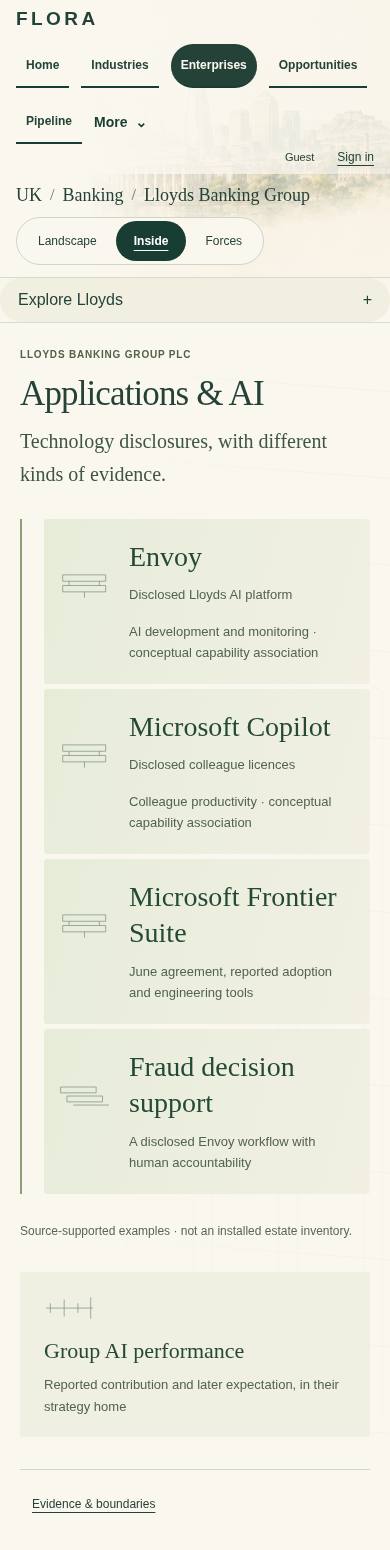 FLORA
Home Industries Enterprises Opportunities
Pipeline More
Guest Sign in
UK / Banking / Lloyds Banking Group
Landscape Inside Forces
Explore Lloyds +
LLOYDS BANKING GROUP PLC
Applications & AI
Technology disclosures, with different
kinds of evidence.
Envoy
Disclosed Lloyds AI platform
AI development and monitoring ·
conceptual capability association
Microsoft Copilot
Disclosed colleague licences
Colleague productivity · conceptual
capability association
Microsoft Frontier
Suite
June agreement, reported adoption
and engineering tools
Fraud decision
support
A disclosed Envoy workflow with
human accountability
Source-supported examples · not an installed estate inventory.
Group AI performance
Reported contribution and later expectation, in their
strategy home
Evidence & boundaries